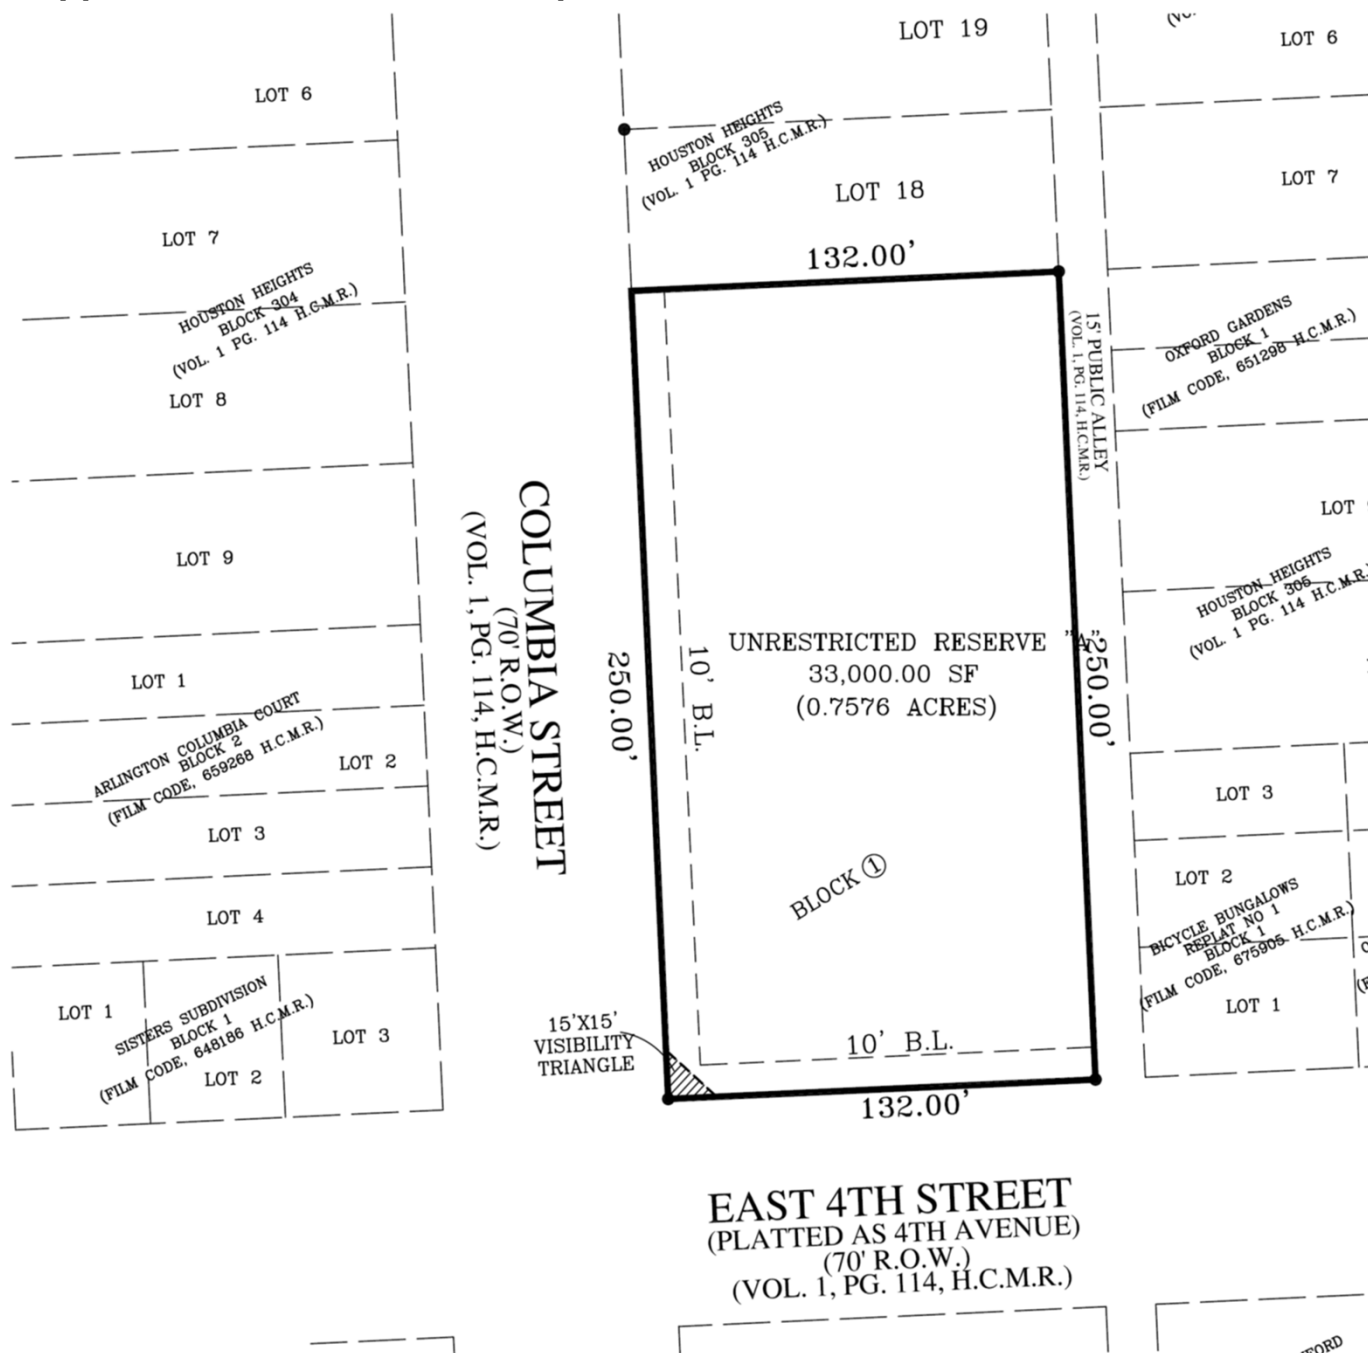 LOT 19
LOT 6
LOT 6
HOUSTON HEIGHTS
BLOCK 305
(VOL. 1 PG. 114 H.C.M.R.)
LOT 18
LOT 7
LOT 7
132.00'
HOUSTON HEIGHTS
BLOCK 304
(VOL. 1 PG. 114 H.C.M.R.)
LOT 8
15' PUBLIC ALLEY
(VOL. 1, PG. 114, H.C.M.R.)
OXFORD GARDENS
BLOCK 1
(FILM CODE, 651298 H.C.M.R.)
LOT
LOT 9
COLUMBIA STREET
(70' R.O.W.)
(VOL. 1, PG. 114, H.C.M.R.)
HOUSTON HEIGHTS
BLOCK 305
(VOL. 1 PG. 114 H.C.M.R.)
250.00'
10' B.L.
UNRESTRICTED RESERVE "A"
33,000.00 SF
(0.7576 ACRES)
250.00'
LOT 1
ARLINGTON COLUMBIA COURT
BLOCK 2
(FILM CODE, 659268 H.C.M.R.)
LOT 2
LOT 3
LOT 4
LOT 3
BLOCK 1
LOT 2
BICYCLE BUNGALOWS
REPLAT NO 1
BLOCK 1
(FILM CODE, 675905 H.C.M.R.)
LOT 1
LOT 1
SISTERS SUBDIVISION
BLOCK 1
(FILM CODE, 648186 H.C.M.R.)
LOT 2
LOT 3
15'X15'
VISIBILITY
TRIANGLE
10' B.L.
132.00'
EAST 4TH STREET
(PLATTED AS 4TH AVENUE)
(70' R.O.W.)
(VOL. 1, PG. 114, H.C.M.R.)